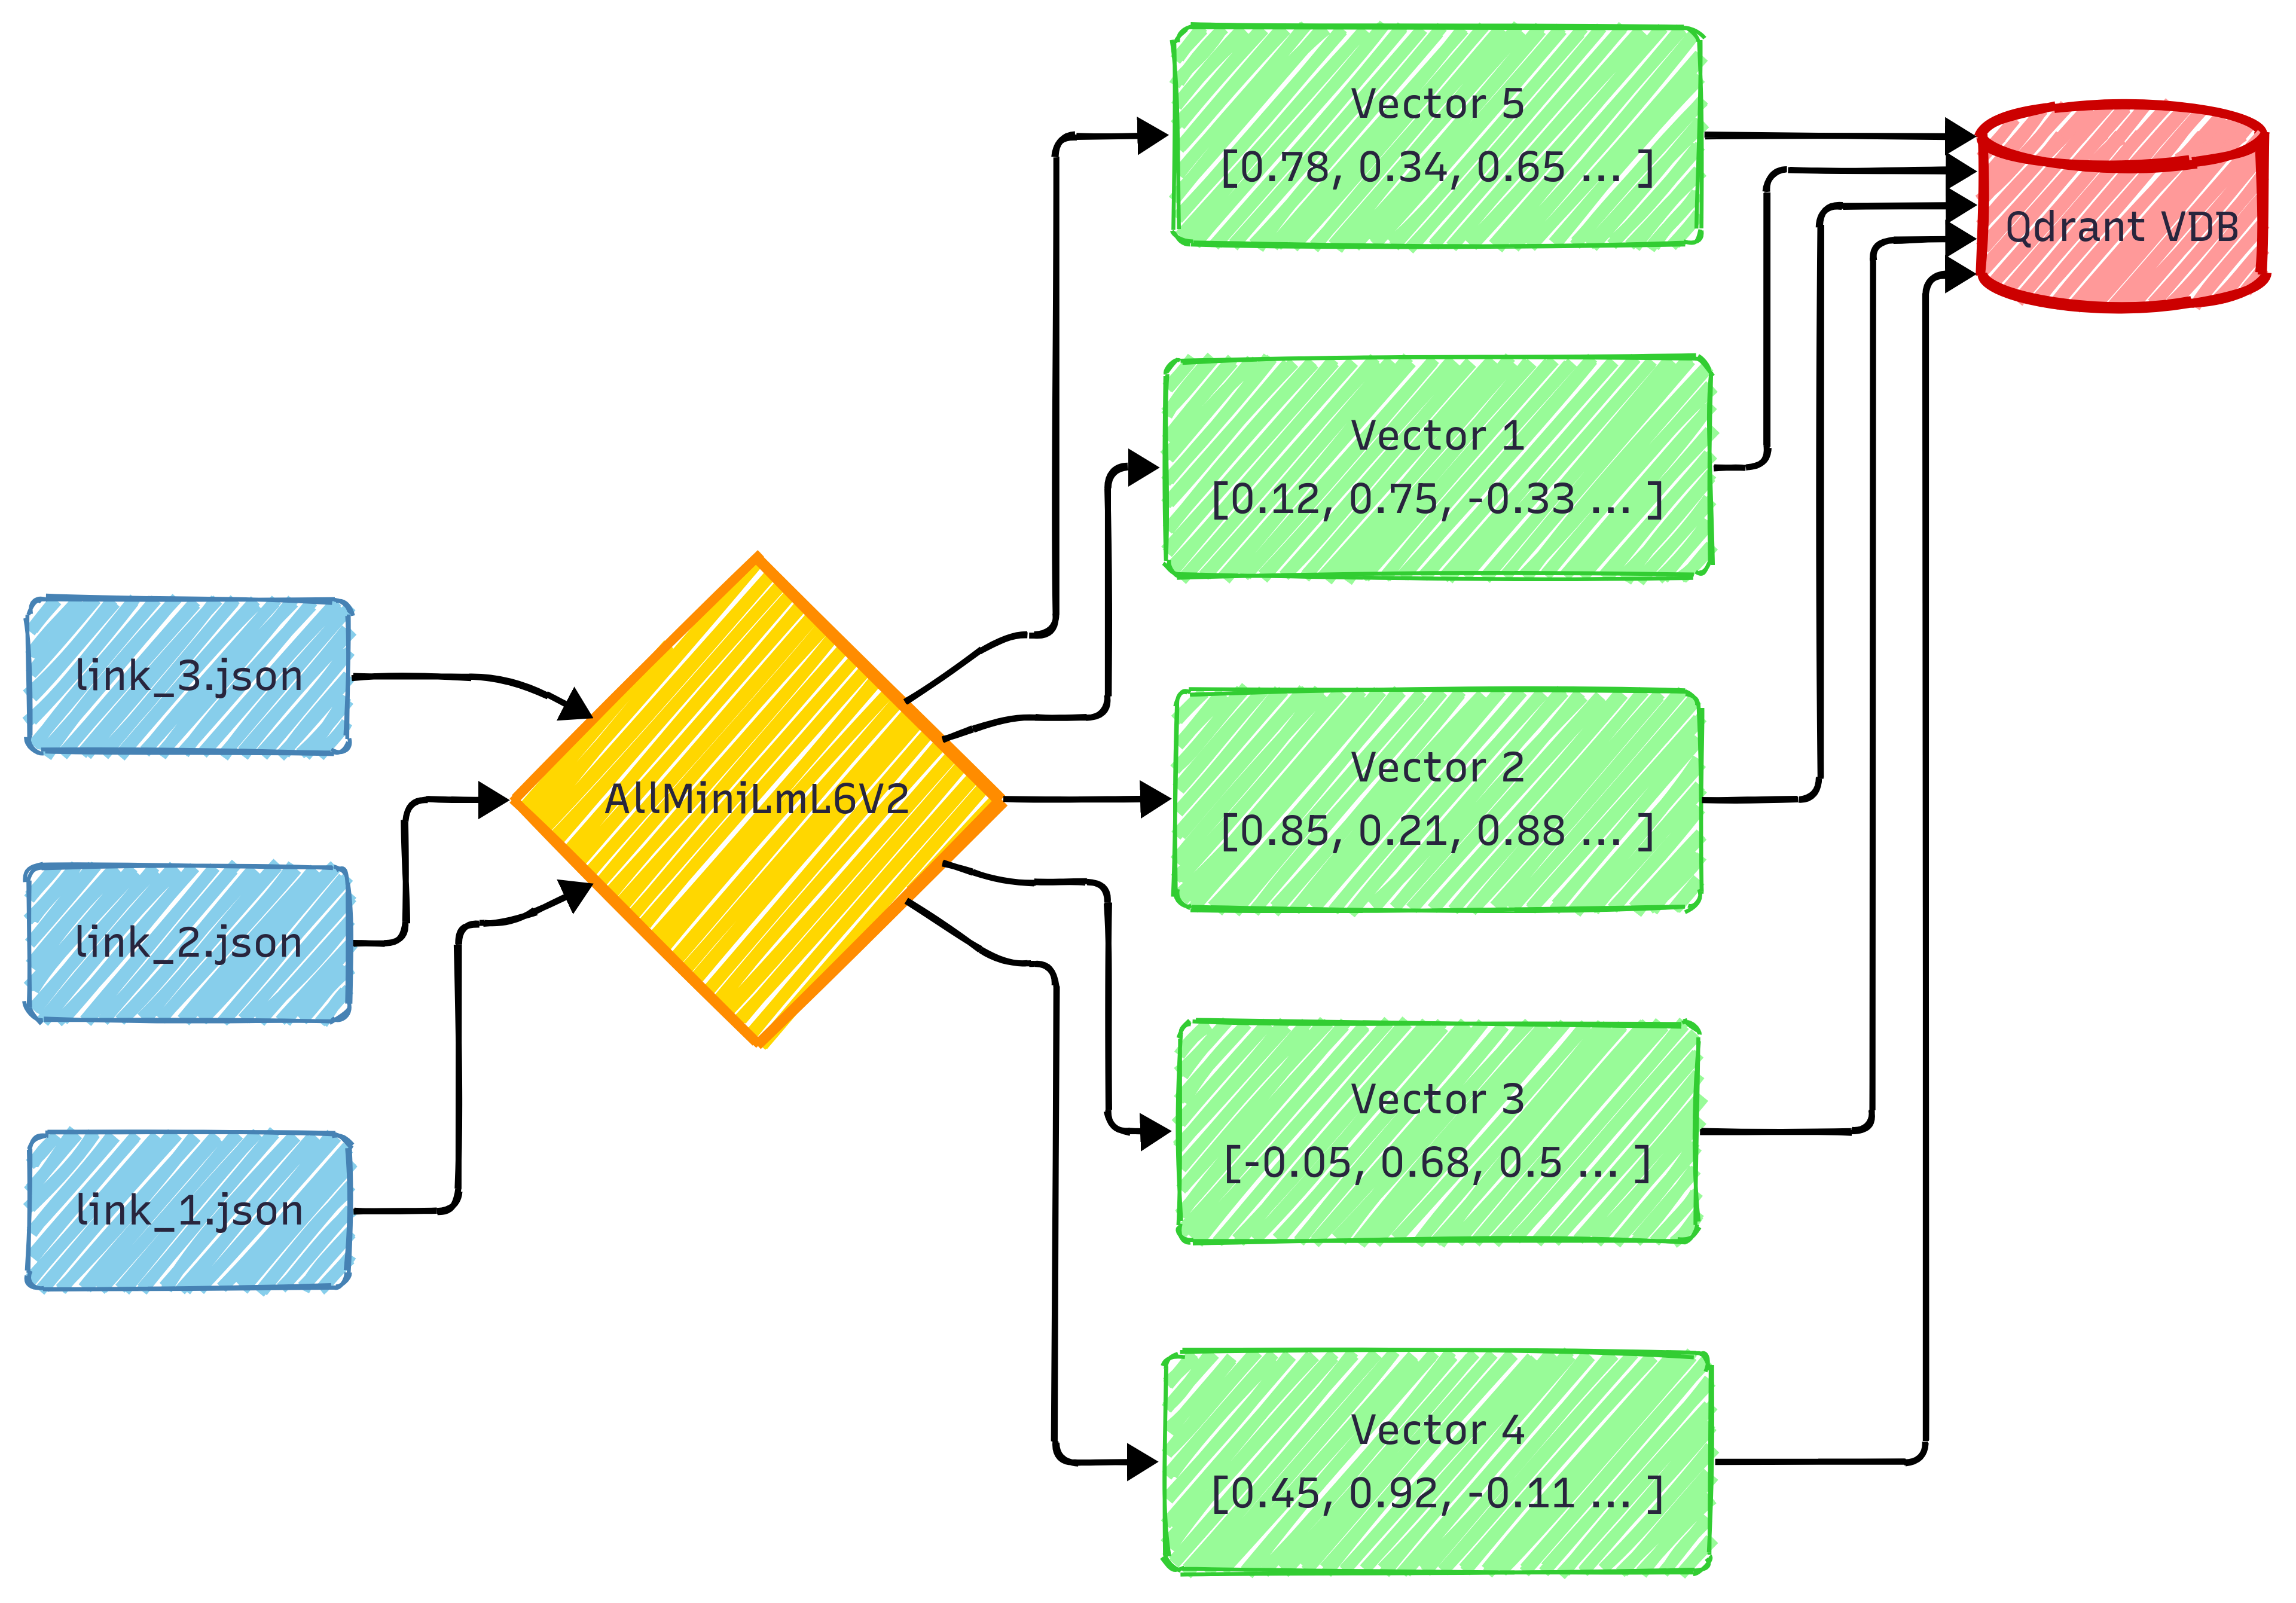 link_3.json
link_2.json
link_1.json
AllMiniLmL6V2
Vector 5
[0.78, 0.34, 0.65 ... ]
Vector 1
[0.12, 0.75, -0.33 ... ]
Vector 2
[0.85, 0.21, 0.88 ... ]
Vector 3
[-0.05, 0.68, 0.5 ... ]
Vector 4
[0.45, 0.92, -0.11 ... ]
Qdrant VDB